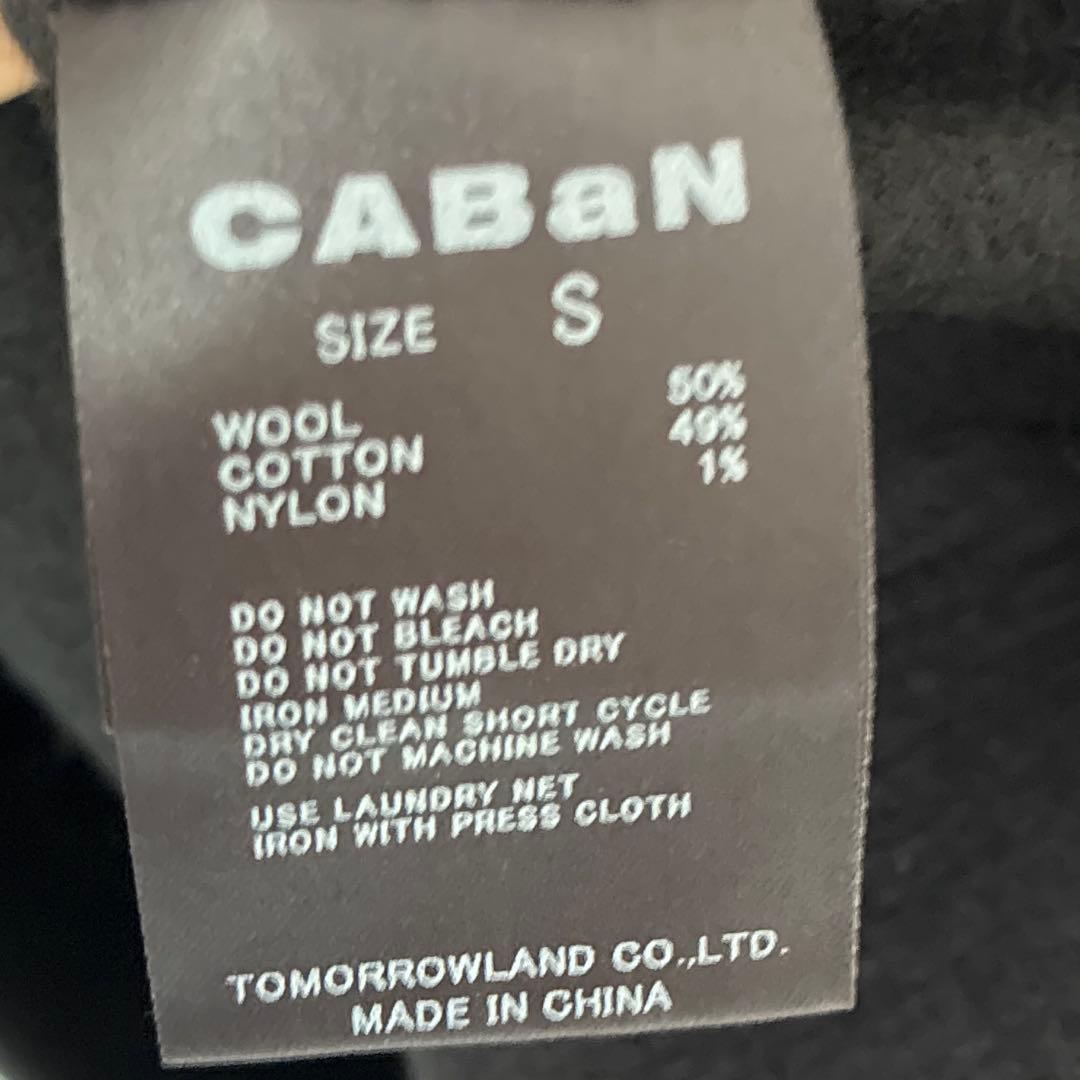 CABaN
SIZE S
WOOL 50%
COTTON 49%
NYLON 1%
DO NOT WASH
DO NOT BLEACH
DO NOT TUMBLE DRY
IRON MEDIUM
DRY CLEAN SHORT CYCLE
DO NOT MACHINE WASH
USE LAUNDRY NET
IRON WITH PRESS CLOTH
TOMORROWLAND CO.,LTD.
MADE IN CHINA